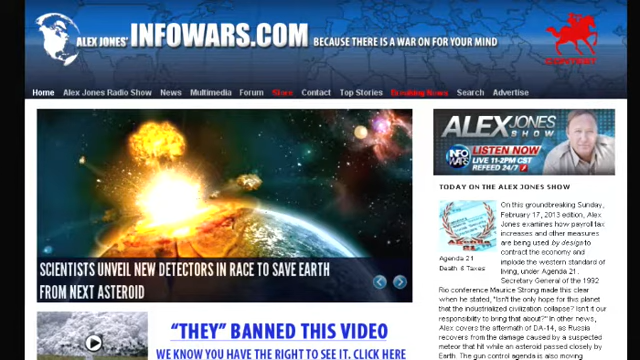 ALEX JONES' INFOWARS.COM BECAUSE THERE IS A WAR ON FOR YOUR MIND
Home Alex Jones Radio Show News Multimedia Forum Store Contact Top Stories Breaking News Search Advertise
SCIENTISTS UNVEIL NEW DETECTORS IN RACE TO SAVE EARTH
FROM NEXT ASTEROID
"THEY" BANNED THIS VIDEO
WE KNOW YOU HAVE THE RIGHT TO SEE IT. CLICK HERE
ALEX JONES
SHOW
INFO
WARS
LISTEN NOW
LIVE 11-2PM CST
REFEED 24/7
TODAY ON THE ALEX JONES SHOW
On this groundbreaking Sunday,
February 17, 2013 edition, Alex
Jones examines how payroll tax
increases and other measures
are being used by design to
contract the economy and
implode the western standard of
living, under Agenda 21.
Secretary General of the 1992
Agenda 21
Death & Taxes
Rio conference Maurice Strong made this clear
when he stated, "Isn't the only hope for this planet
that the industrialized civilization collapse? Isn't it our
responsibility to bring that about?" In other news,
Alex covers the aftermath of DA-14, as Russia
recovers from the damage caused by a suspected
meteor that hit while an asteroid passed closely by
Earth. The gun control agenda is also moving